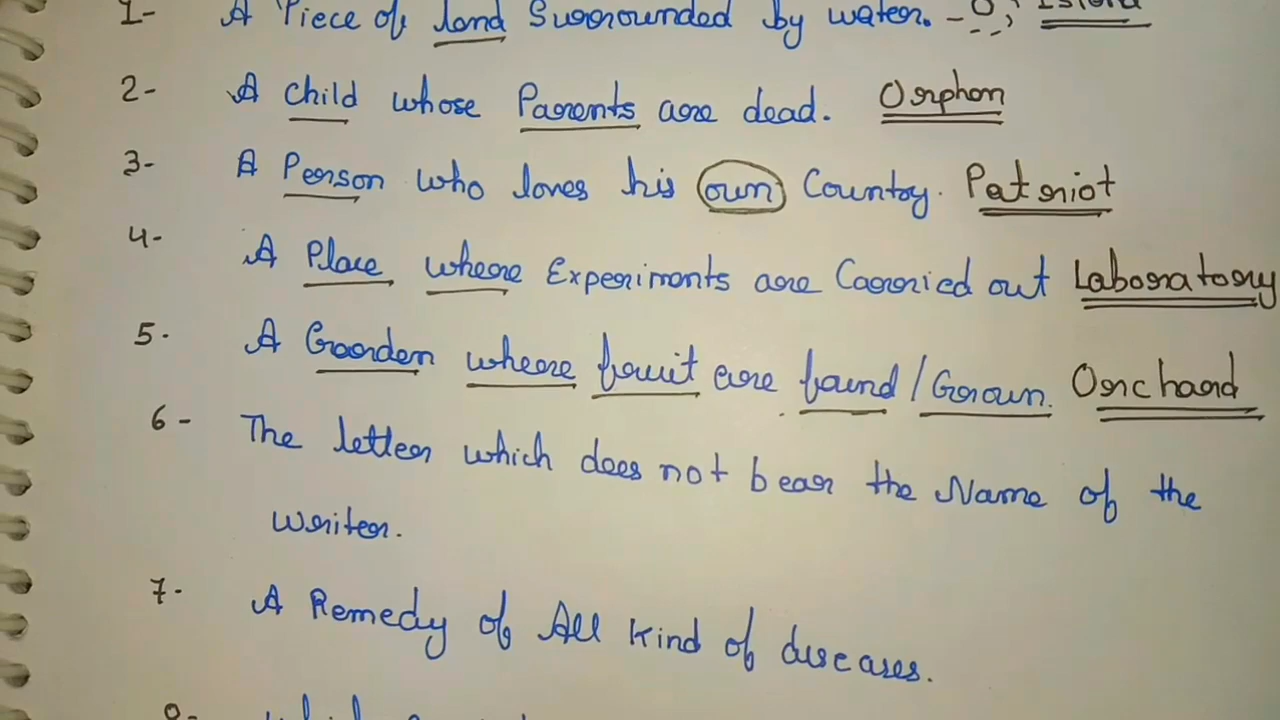 1- A Piece of land Surrounded by water. Island
2- A child whose Parents are dead. Orphan
3- A Person who loves his own Country. Patriot
4- A Place where Experiments are Carried out Laboratory
5- A Garden where fruit are found/Grown. Orchard
6- The letter which does not bear the Name of the
writer.
7- A Remedy of All kind of diseases.